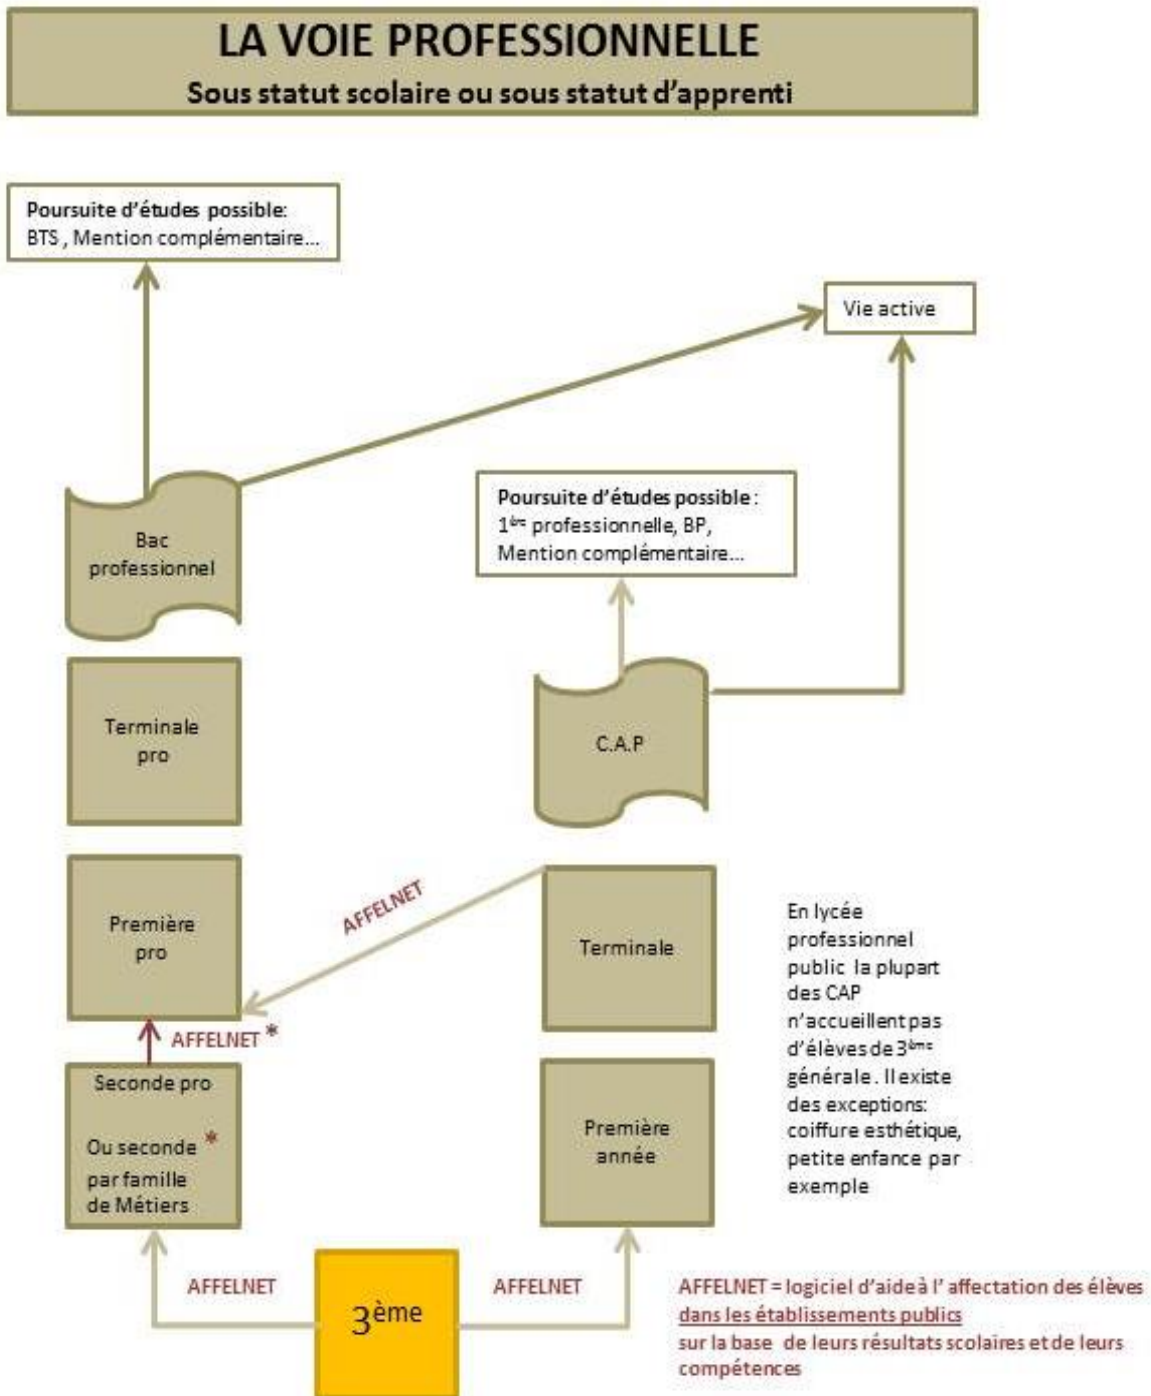 LA VOIE PROFESSIONNELLE
Sous statut scolaire ou sous statut d'apprenti
Poursuite d'études possible:
BTS , Mention complémentaire...
Vie active
Bac
professionnel
Poursuite d'études possible :
1ère professionnelle, BP,
Mention complémentaire...
Terminale
pro
C.A.P
Première
pro
AFFELNET
Terminale
En lycée
professionnel
public la plupart
des CAP
n'accueillent pas
d'élèves de 3ème
générale . Il existe
des exceptions:
coiffure esthétique,
petite enfance par
exemple
AFFELNET *
Seconde pro
Ou seconde *
par famille
de Métiers
Première
année
AFFELNET
3ème
AFFELNET
AFFELNET = logiciel d'aide à l' affectation des élèves
dans les établissements publics
sur la base de leurs résultats scolaires et de leurs
compétences